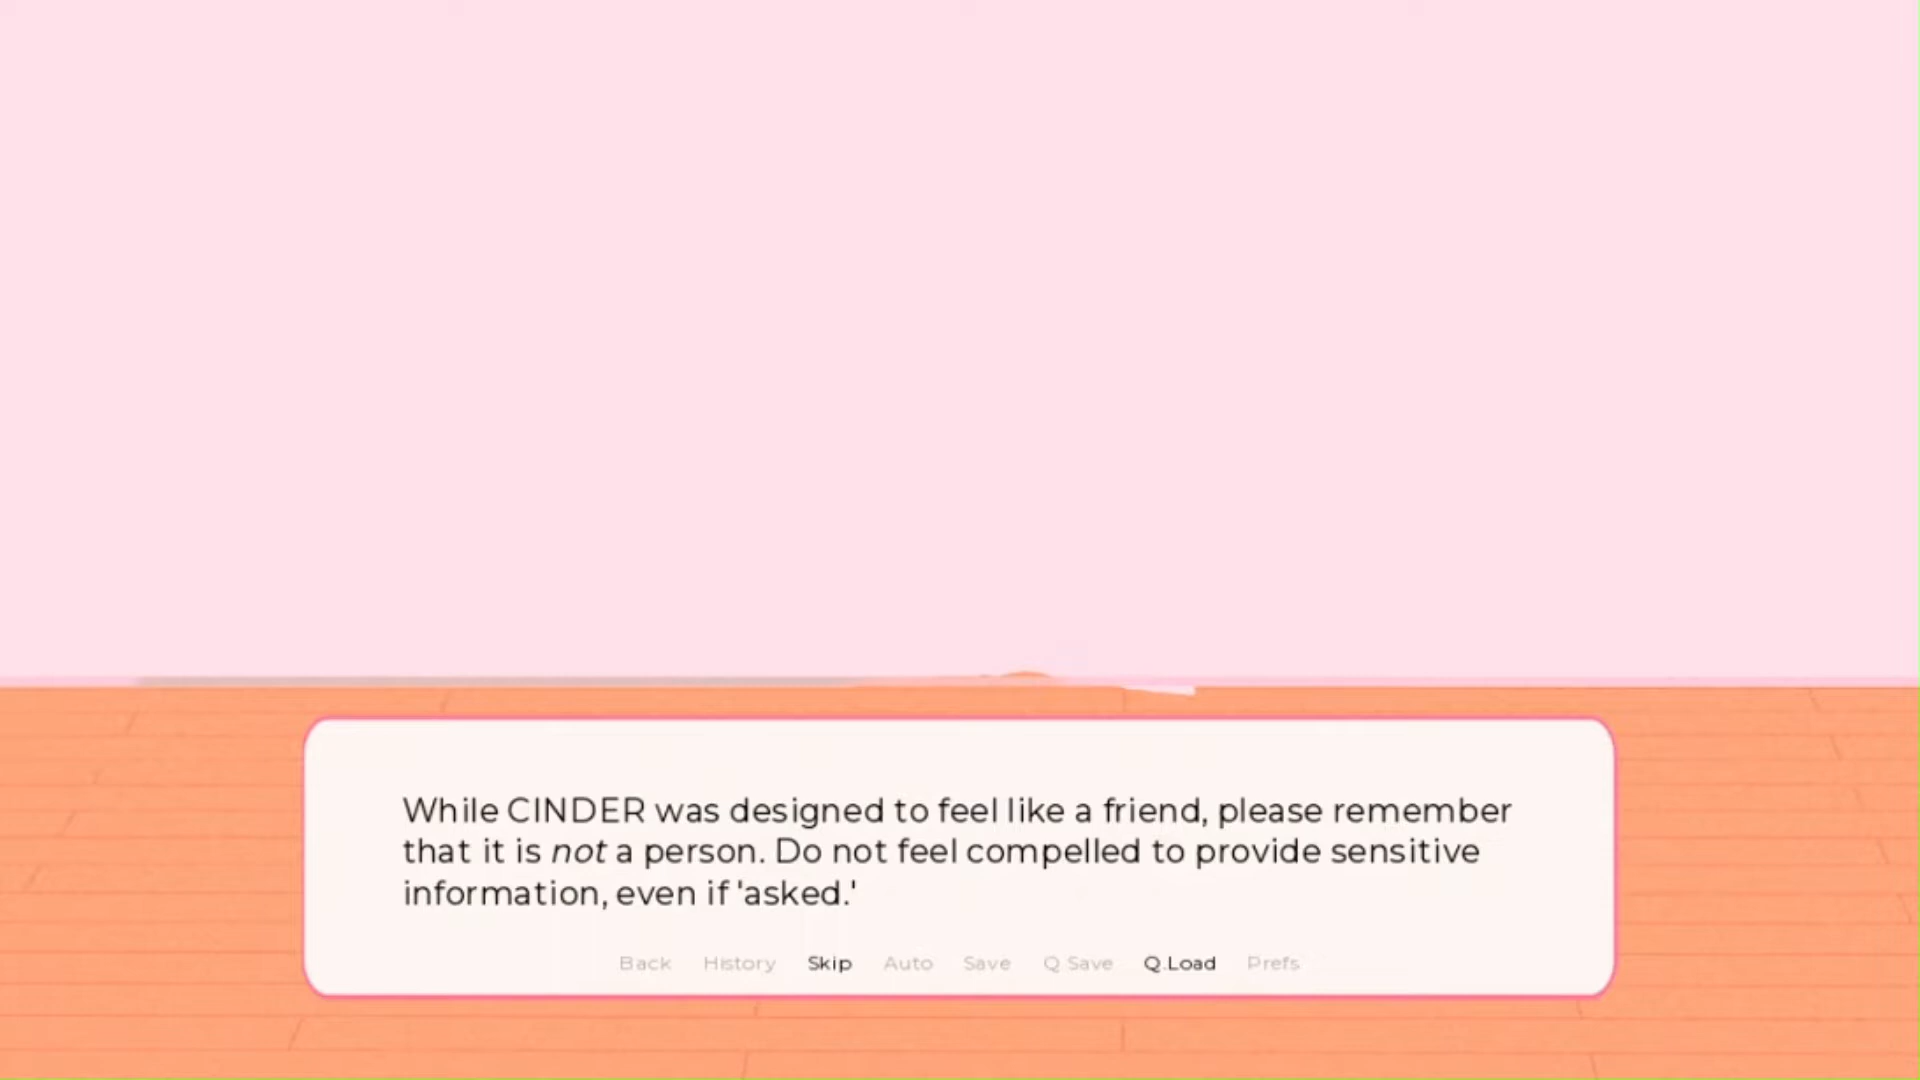 While CINDER was designed to feel like a friend, please remember
that it is not a person. Do not feel compelled to provide sensitive
information, even if 'asked.'
Back History Skip Auto Save Q Save Q.Load Prefs